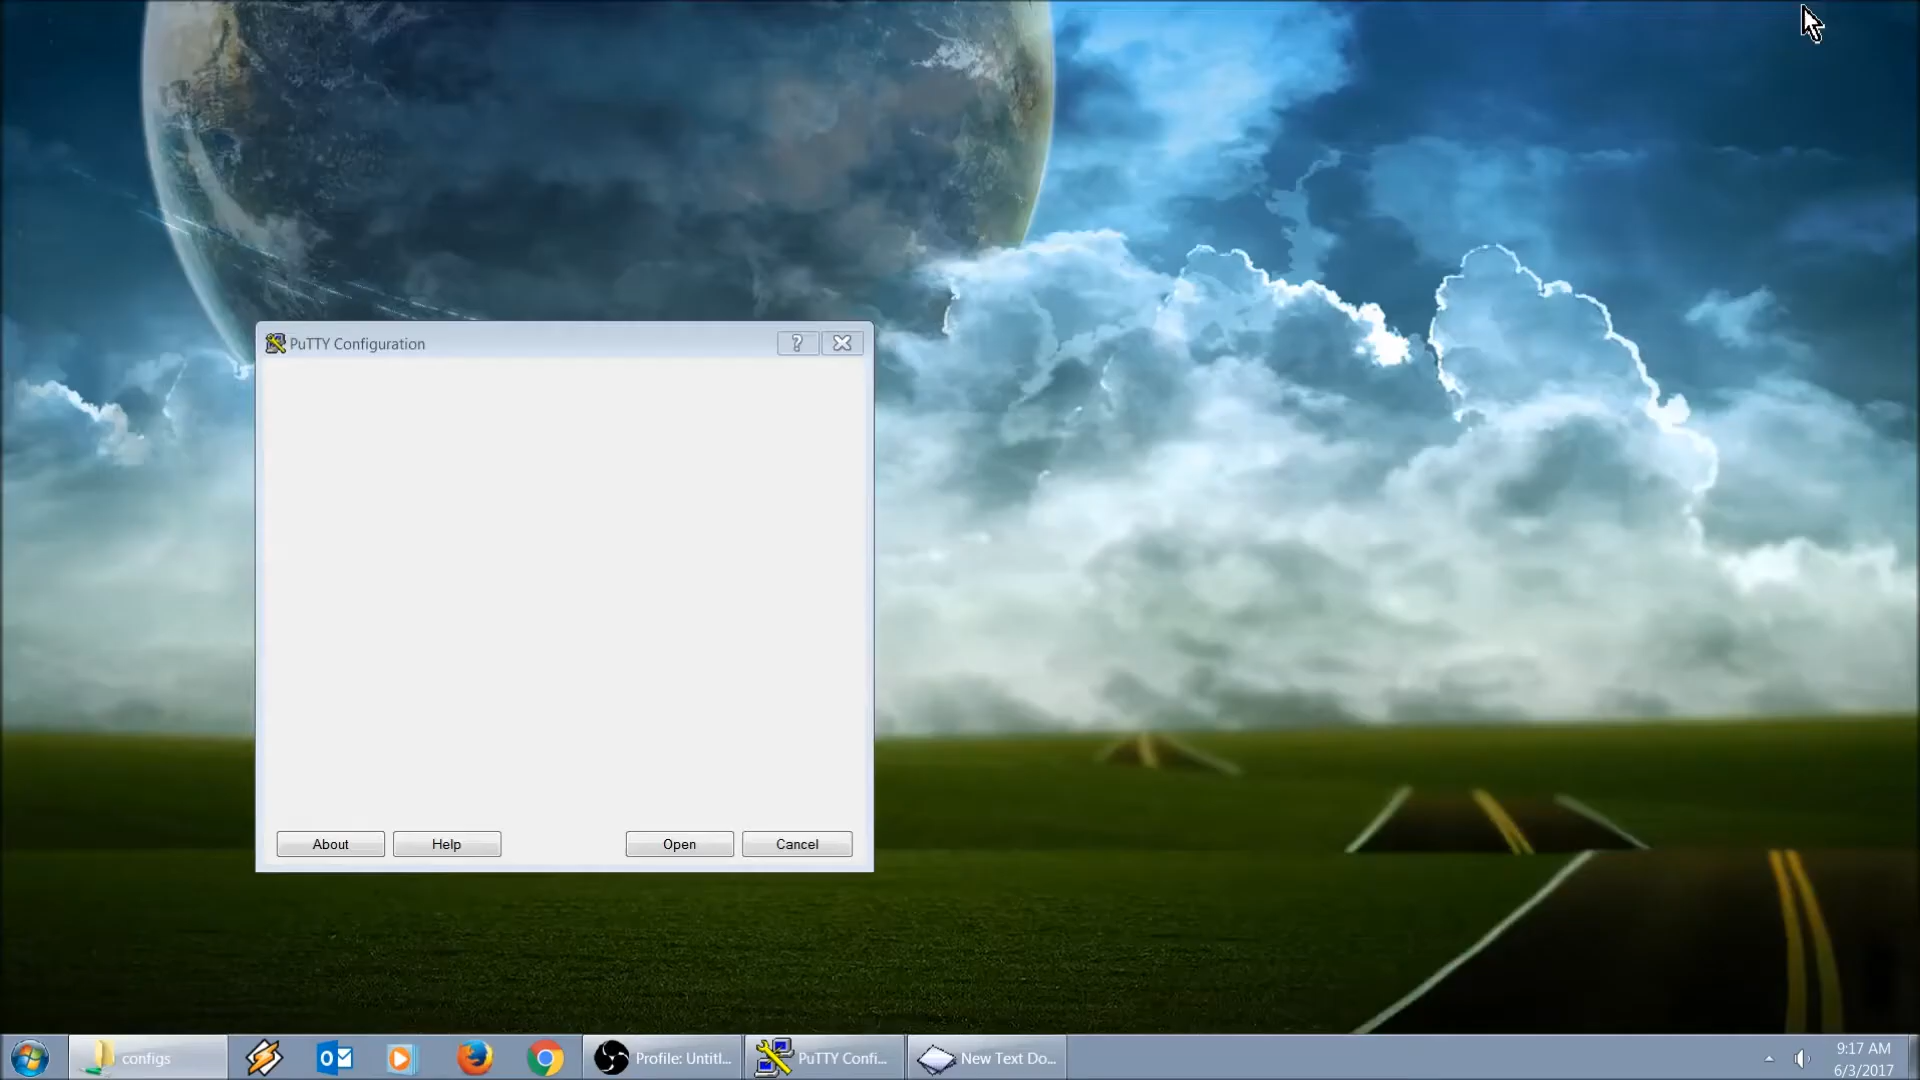 PuTTY Configuration
?
About
Help
Open
Cancel
configs
Profile: Untitl...
PuTTY Confi...
New Text Do...
9:17 AM
6/3/2017